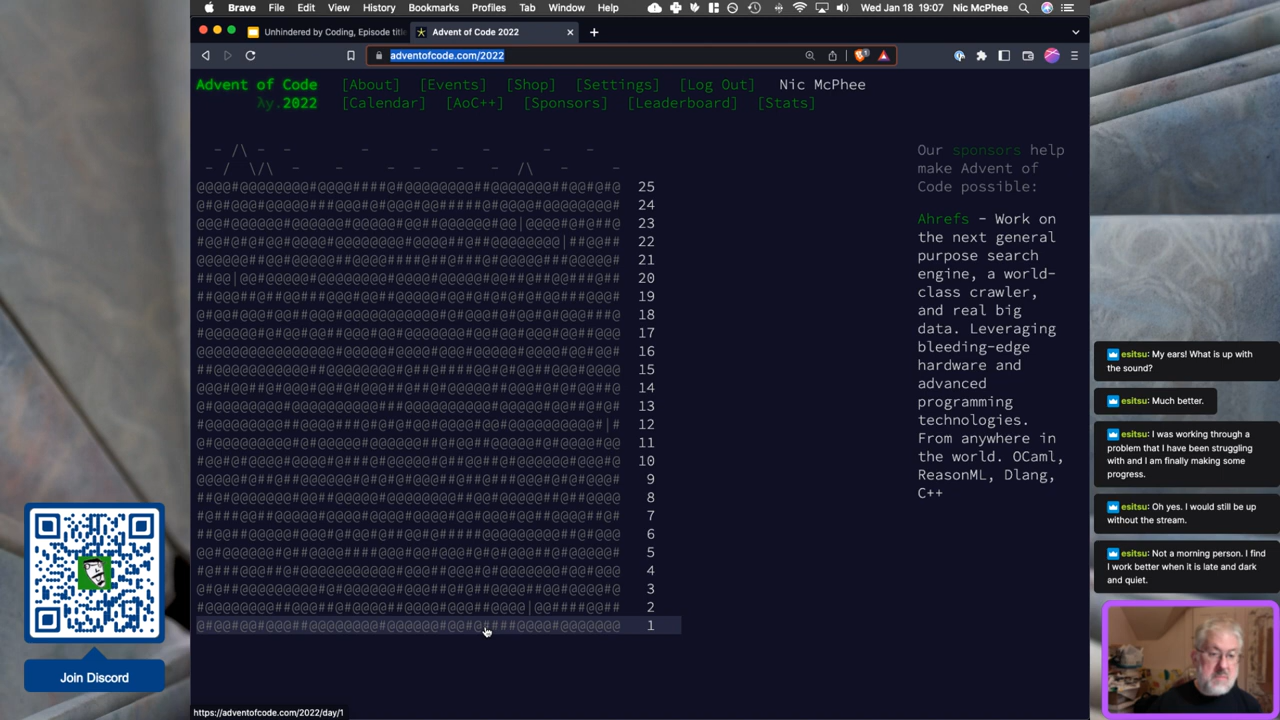 Brave File Edit View History Bookmarks Profiles Tab Window Help Wed Jan 18 19:07 Nic McPhee
Unhindered by Coding, Episode title
Advent of Code 2022
adventofcode.com/2022
Advent of Code [About] [Events] [Shop] [Settings] [Log Out] Nic McPhee
λy.2022 [Calendar] [AoC++] [Sponsors] [Leaderboard] [Stats]
25
24
23
22
21
20
19
18
17
16
15
14
13
12
11
10
9
8
7
6
5
4
3
2
1
Our sponsors help
make Advent of
Code possible:
Ahrefs - Work on
the next general
purpose search
engine, a world-
class crawler,
and real big
data. Leveraging
bleeding-edge
hardware and
advanced
programming
technologies.
From anywhere in
the world. OCaml,
ReasonML, Dlang,
C++
esitsu: My ears! What is up with
the sound?
esitsu: Much better.
esitsu: I was working through a
problem that I have been struggling
with and I am finally making some
progress.
esitsu: Oh yes. I would still be up
without the stream.
esitsu: Not a morning person. I find
I work better when it is late and dark
and quiet.
Join Discord
https://adventofcode.com/2022/day/1